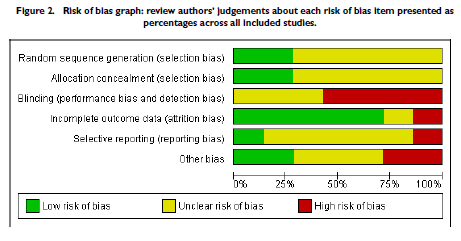 Figure 2. Risk of bias graph: review authors' judgements about each risk of bias item presented as
percentages across all included studies.
Random sequence generation (selection bias)
Allocation concealment (selection bias)
Blinding (performance bias and detection bias)
Incomplete outcome data (attrition bias)
Selective reporting (reporting bias)
Other bias
0% 25% 50% 75% 100%
Low risk of bias Unclear risk of bias High risk of bias